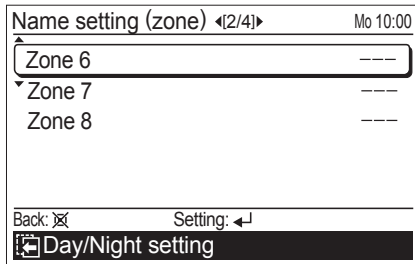 Name setting (zone) ◂[2/4]▸ Mo 10:00
Zone 6 ---
Zone 7 ---
Zone 8 ---
Back: Setting:
Day/Night setting